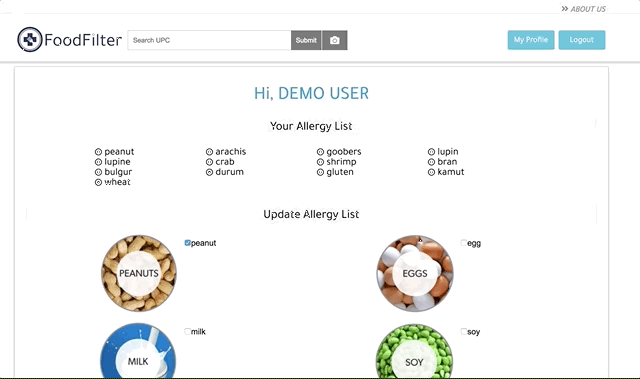 ABOUT US
FoodFilter
Search UPC
Submit
My Profile
Logout
Hi, DEMO USER
Your Allergy List
peanut arachis goobers lupin
lupine crab shrimp bran
bulgur durum gluten kamut
wheat
Update Allergy List
PEANUTS
peanut
EGGS
egg
MILK
milk
SOY
soy